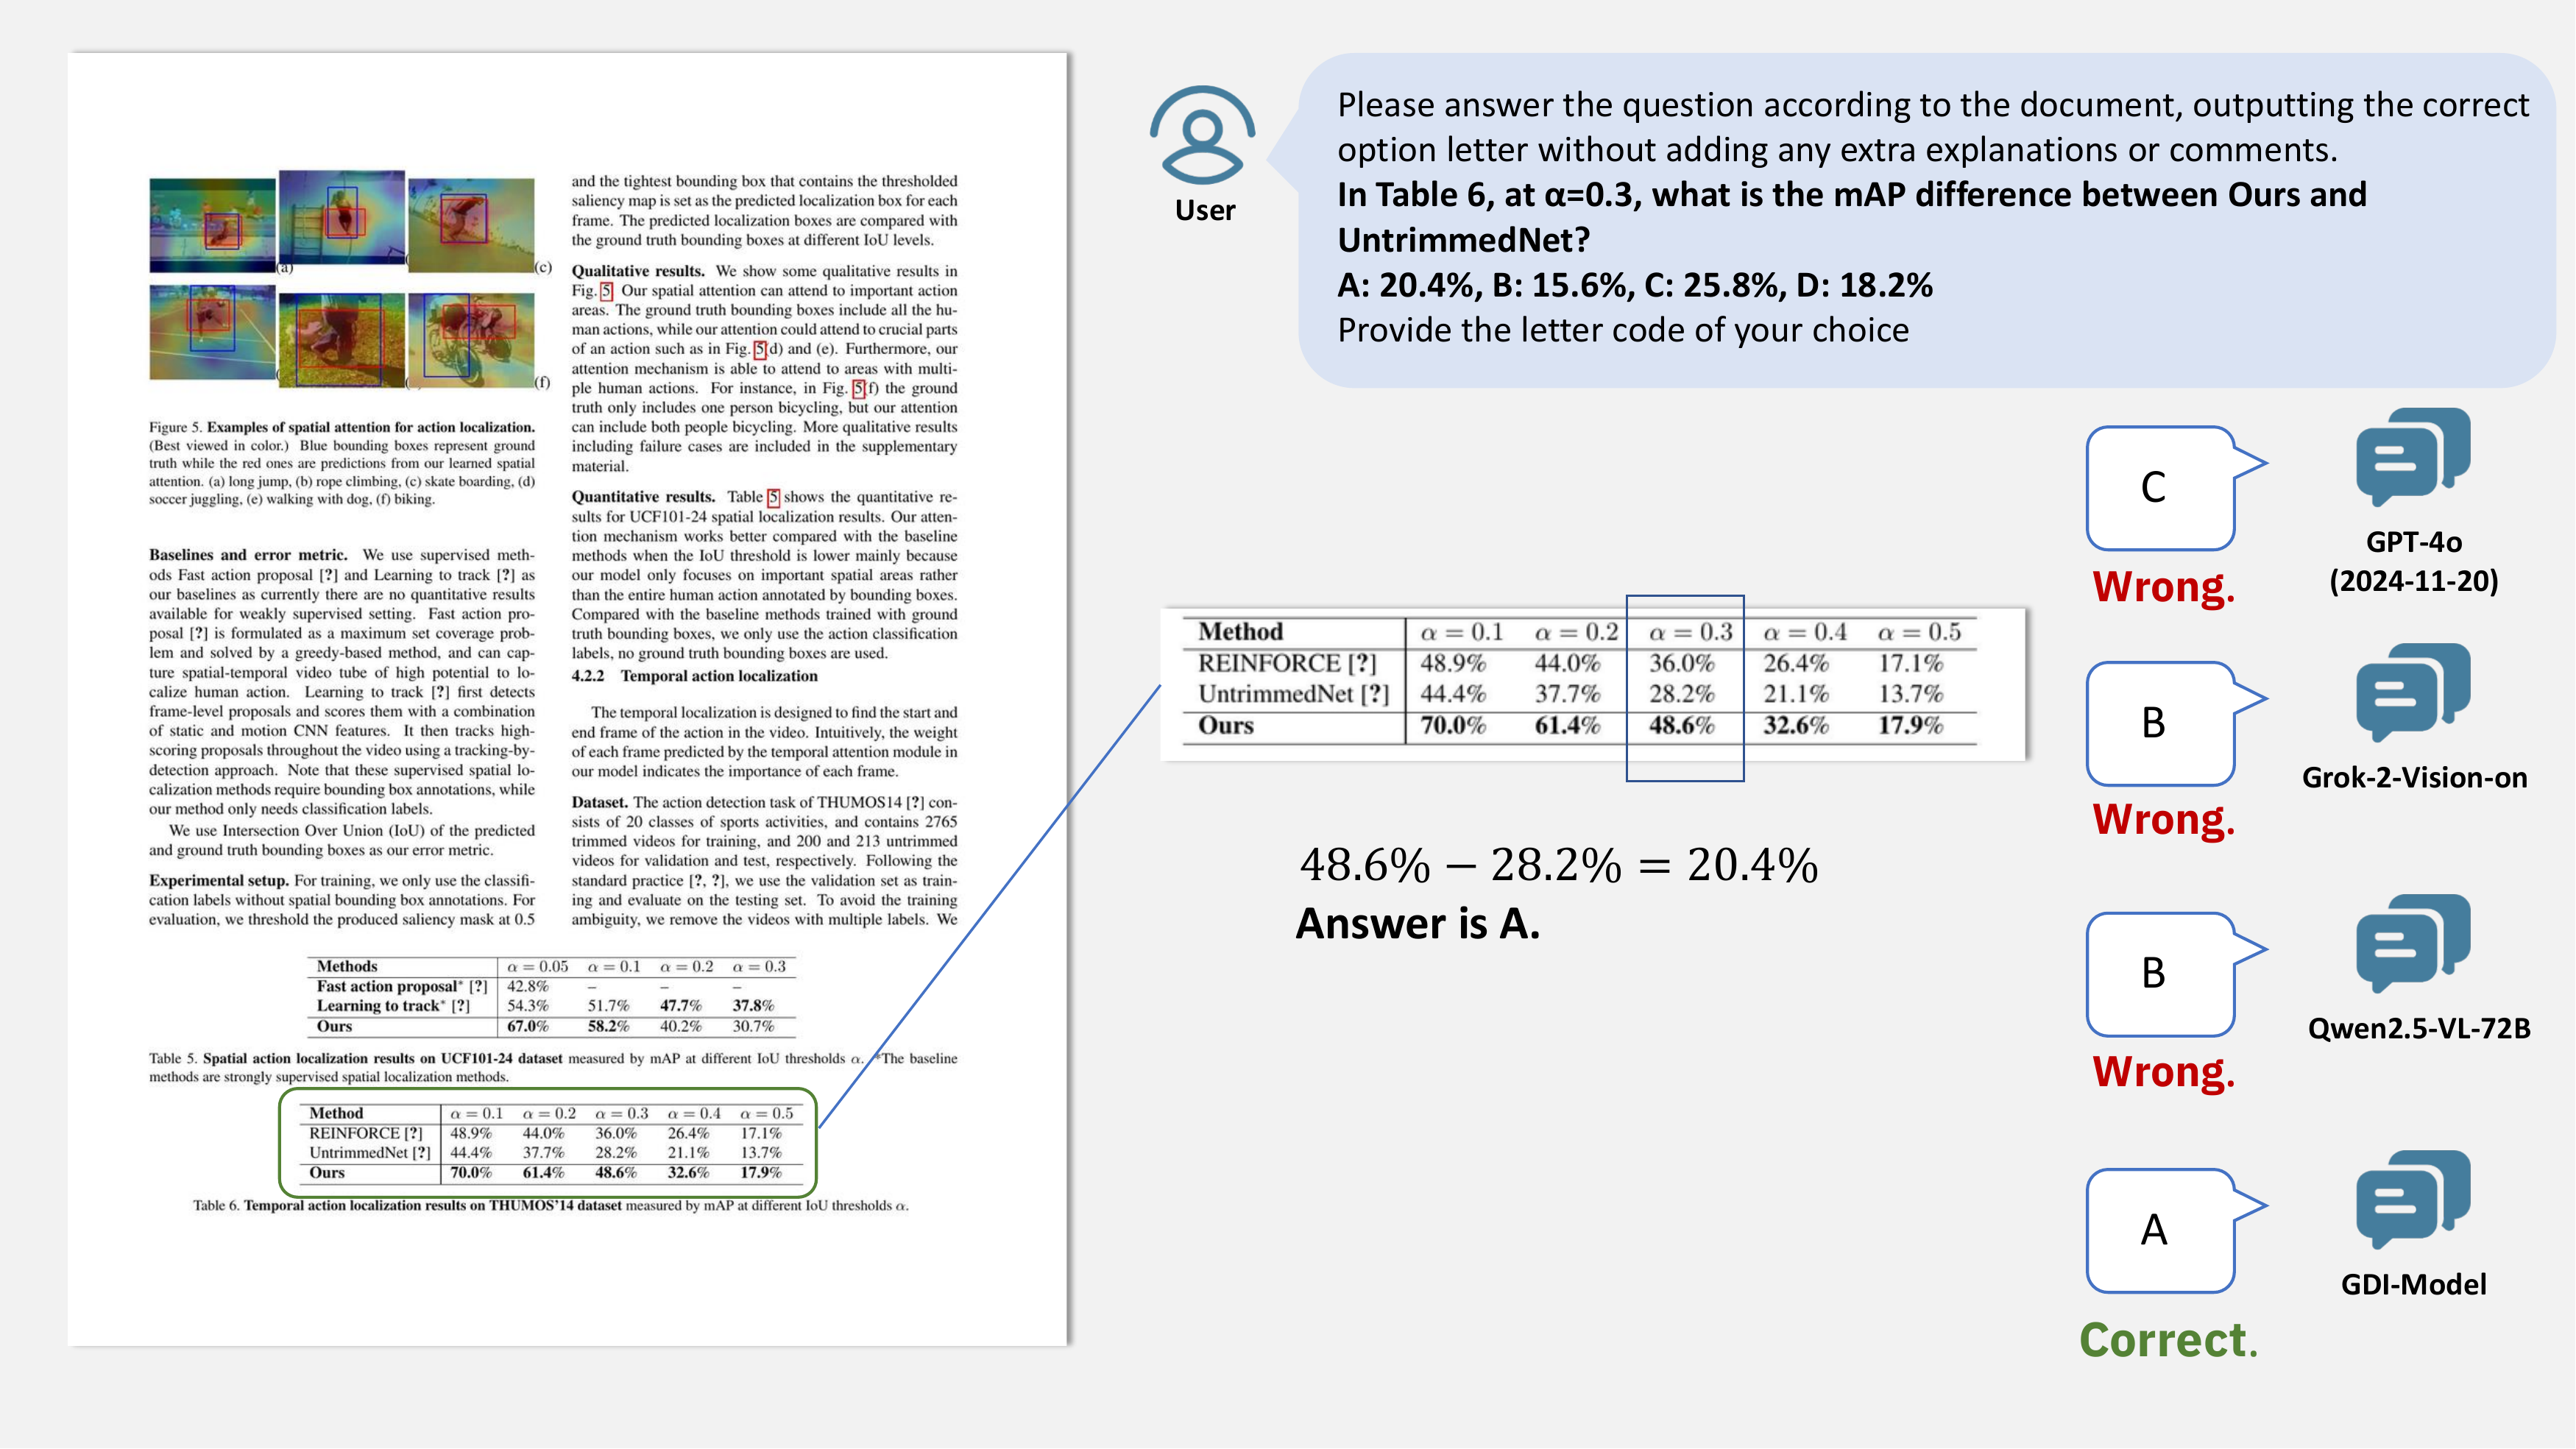 (a)
(c)
(f)
Figure 5. Examples of spatial attention for action localization.
(Best viewed in color.) Blue bounding boxes represent ground
truth while the red ones are predictions from our learned spatial
attention. (a) long jump, (b) rope climbing, (c) skate boarding, (d)
soccer juggling, (e) walking with dog, (f) biking.
Baselines and error metric. We use supervised meth-
ods Fast action proposal [?] and Learning to track [?] as
our baselines as currently there are no quantitative results
available for weakly supervised setting. Fast action pro-
posal [?] is formulated as a maximum set coverage prob-
lem and solved by a greedy-based method, and can cap-
ture spatial-temporal video tube of high potential to lo-
calize human action. Learning to track [?] first detects
frame-level proposals and scores them with a combination
of static and motion CNN features. It then tracks high-
scoring proposals throughout the video using a tracking-by-
detection approach. Note that these supervised spatial lo-
calization methods require bounding box annotations, while
our method only needs classification labels.
We use Intersection Over Union (IoU) of the predicted
and ground truth bounding boxes as our error metric.
Experimental setup. For training, we only use the classifi-
cation labels without spatial bounding box annotations. For
evaluation, we threshold the produced saliency mask at 0.5
and the tightest bounding box that contains the thresholded
saliency map is set as the predicted localization box for each
frame. The predicted localization boxes are compared with
the ground truth bounding boxes at different IoU levels.
Qualitative results. We show some qualitative results in
Fig. 5 Our spatial attention can attend to important action
areas. The ground truth bounding boxes include all the hu-
man actions, while our attention could attend to crucial parts
of an action such as in Fig. 5(d) and (e). Furthermore, our
attention mechanism is able to attend to areas with multi-
ple human actions. For instance, in Fig. 5(f) the ground
truth only includes one person bicycling, but our attention
can include both people bicycling. More qualitative results
including failure cases are included in the supplementary
material.
Quantitative results. Table 5 shows the quantitative re-
sults for UCF101-24 spatial localization results. Our atten-
tion mechanism works better compared with the baseline
methods when the IoU threshold is lower mainly because
our model only focuses on important spatial areas rather
than the entire human action annotated by bounding boxes.
Compared with the baseline methods trained with ground
truth bounding boxes, we only use the action classification
labels, no ground truth bounding boxes are used.
4.2.2 Temporal action localization
The temporal localization is designed to find the start and
end frame of the action in the video. Intuitively, the weight
of each frame predicted by the temporal attention module in
our model indicates the importance of each frame.
Dataset. The action detection task of THUMOS14 [?] con-
sists of 20 classes of sports activities, and contains 2765
trimmed videos for training, and 200 and 213 untrimmed
videos for validation and test, respectively. Following the
standard practice [?, ?], we use the validation set as train-
ing and evaluate on the testing set. To avoid the training
ambiguity, we remove the videos with multiple labels. We
Methods α = 0.05 α = 0.1 α = 0.2 α = 0.3
Fast action proposal* [?] 42.8% – – –
Learning to track* [?] 54.3% 51.7% 47.7% 37.8%
Ours 67.0% 58.2% 40.2% 30.7%
Table 5. Spatial action localization results on UCF101-24 dataset measured by mAP at different IoU thresholds α. *The baseline
methods are strongly supervised spatial localization methods.
Method α = 0.1 α = 0.2 α = 0.3 α = 0.4 α = 0.5
REINFORCE [?] 48.9% 44.0% 36.0% 26.4% 17.1%
UntrimmedNet [?] 44.4% 37.7% 28.2% 21.1% 13.7%
Ours 70.0% 61.4% 48.6% 32.6% 17.9%
Table 6. Temporal action localization results on THUMOS'14 dataset measured by mAP at different IoU thresholds α.
User
Please answer the question according to the document, outputting the correct
option letter without adding any extra explanations or comments.
In Table 6, at α=0.3, what is the mAP difference between Ours and
UntrimmedNet?
A: 20.4%, B: 15.6%, C: 25.8%, D: 18.2%
Provide the letter code of your choice
Method α = 0.1 α = 0.2 α = 0.3 α = 0.4 α = 0.5
REINFORCE [?] 48.9% 44.0% 36.0% 26.4% 17.1%
UntrimmedNet [?] 44.4% 37.7% 28.2% 21.1% 13.7%
Ours 70.0% 61.4% 48.6% 32.6% 17.9%
48.6% − 28.2% = 20.4%
Answer is A.
C
Wrong.
GPT-4o
(2024-11-20)
B
Wrong.
Grok-2-Vision-on
B
Wrong.
Qwen2.5-VL-72B
A
Correct.
GDI-Model